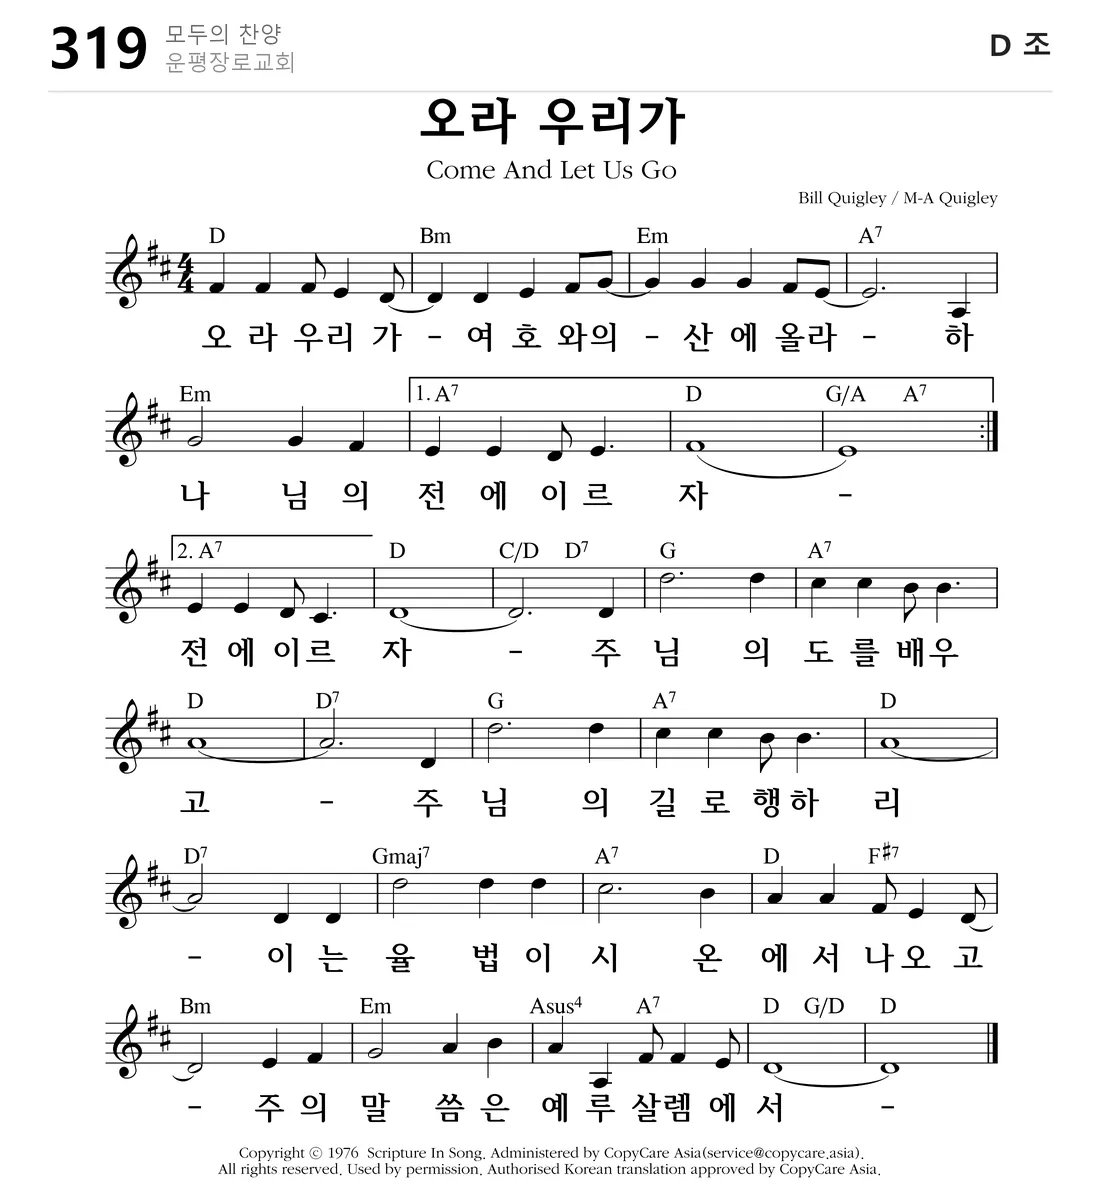 319 모두의 찬양
운평장로교회
D 조
오라 우리가
Come And Let Us Go
Bill Quigley / M-A Quigley
D Bm Em A7
오 라 우리 가 - 여 호 와의 - 산 에 올라 - 하
Em 1. A7 D G/A A7
나 님 의 전 에 이르 자 -
2. A7 D C/D D7 G A7
전 에 이르 자 - 주 님 의 도 를 배우
D D7 G A7 D
고 - 주 님 의 길 로 행하 리
D7 Gmaj7 A7 D F#7
- 이 는 율 법 이 시 온 에 서 나오 고
Bm Em Asus4 A7 D G/D D
- 주 의 말 씀 은 예 루 살렘 에 서 -
Copyright ⓒ 1976 Scripture In Song. Administered by CopyCare Asia(service@copycare.asia).
All rights reserved. Used by permission. Authorised Korean translation approved by CopyCare Asia.